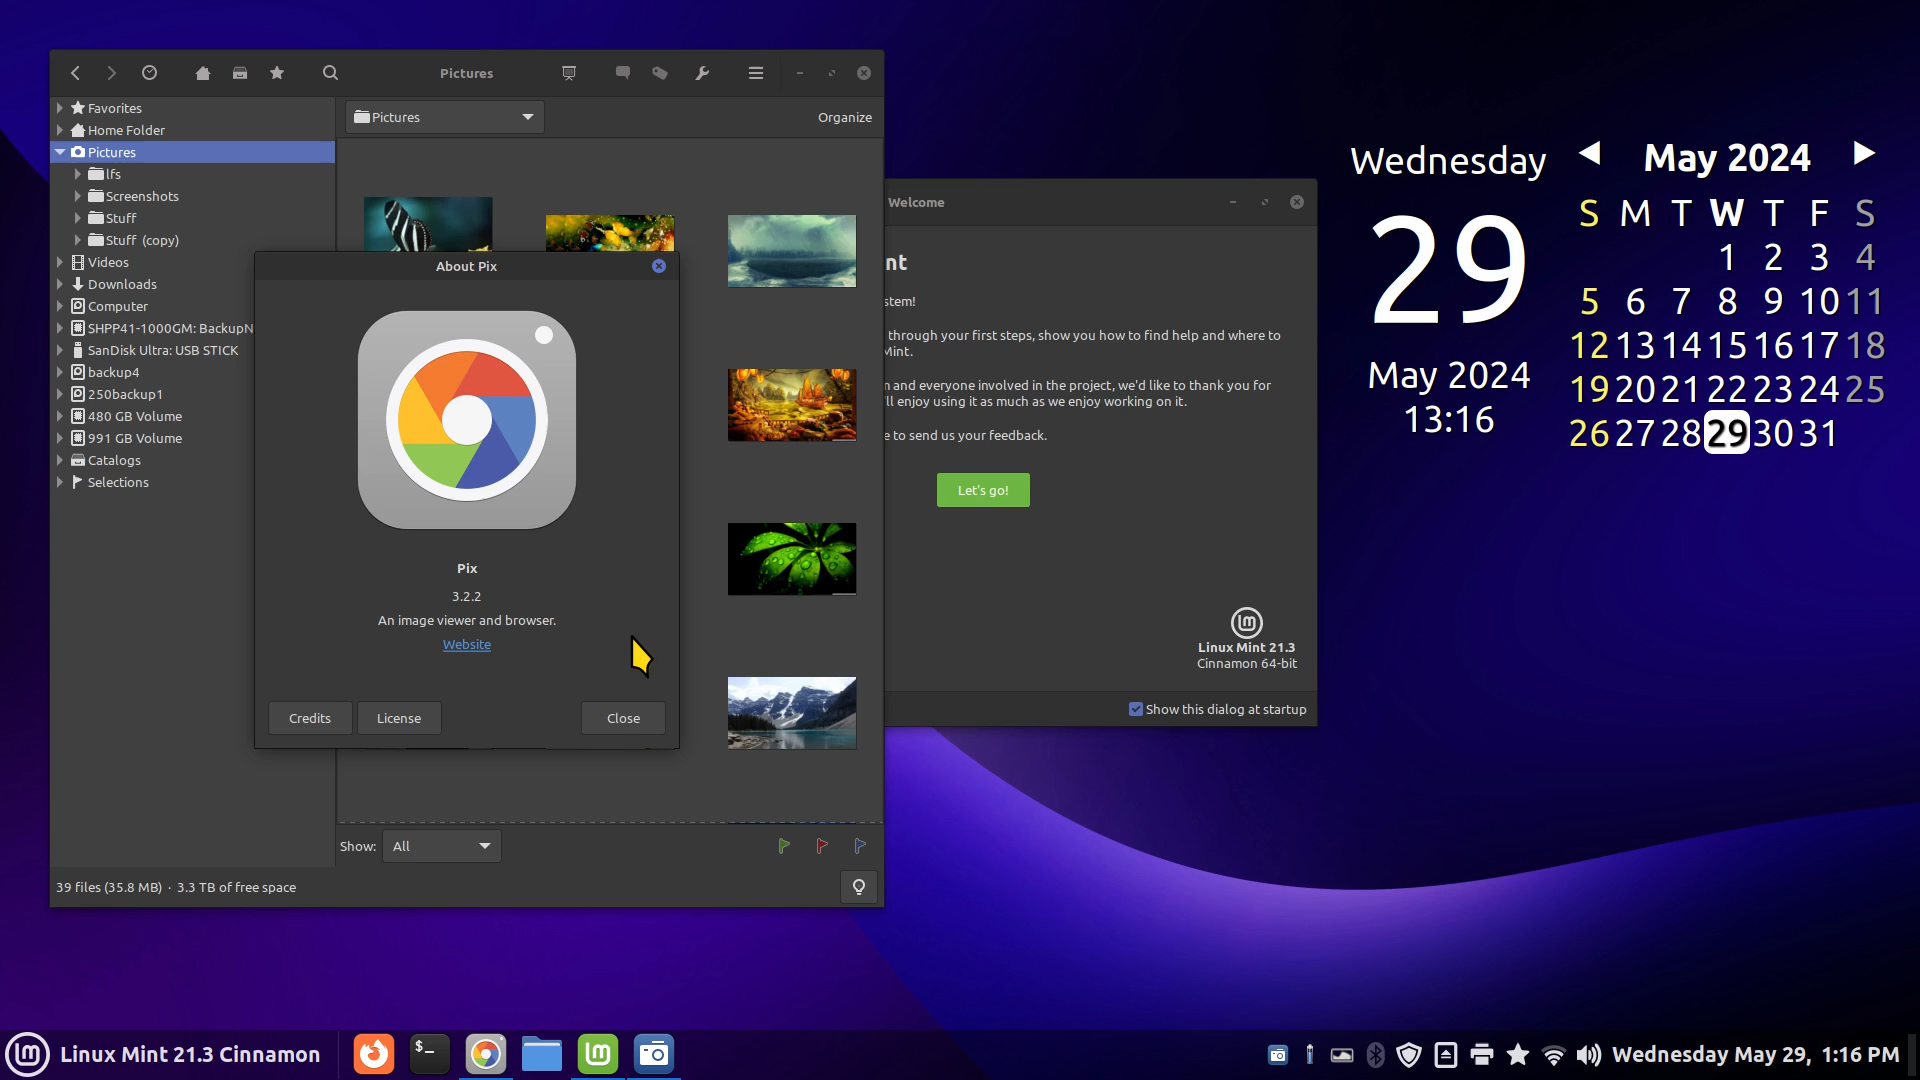 Pictures
Favorites
Home Folder
Pictures
lfs
Screenshots
Stuff
Stuff (copy)
Videos
Downloads
Computer
SHPP41-1000GM: BackupN
SanDisk Ultra: USB STICK
backup4
250backup1
480 GB Volume
991 GB Volume
Catalogs
Selections
Pictures
Organize
Show:
All
39 files (35.8 MB) · 3.3 TB of free space
About Pix
Pix
3.2.2
An image viewer and browser.
Website
Credits
License
Close
Welcome
nt
stem!
through your first steps, show you how to find help and where to
Mint.
and everyone involved in the project, we'd like to thank you for
'll enjoy using it as much as we enjoy working on it.
e to send us your feedback.
Let's go!
Linux Mint 21.3
Cinnamon 64-bit
Show this dialog at startup
Wednesday
29
May 2024
13:16
May 2024
S M T W T F S
1 2 3 4
5 6 7 8 9 10 11
12 13 14 15 16 17 18
19 20 21 22 23 24 25
26 27 28 29 30 31
Linux Mint 21.3 Cinnamon
$_
Wednesday May 29, 1:16 PM